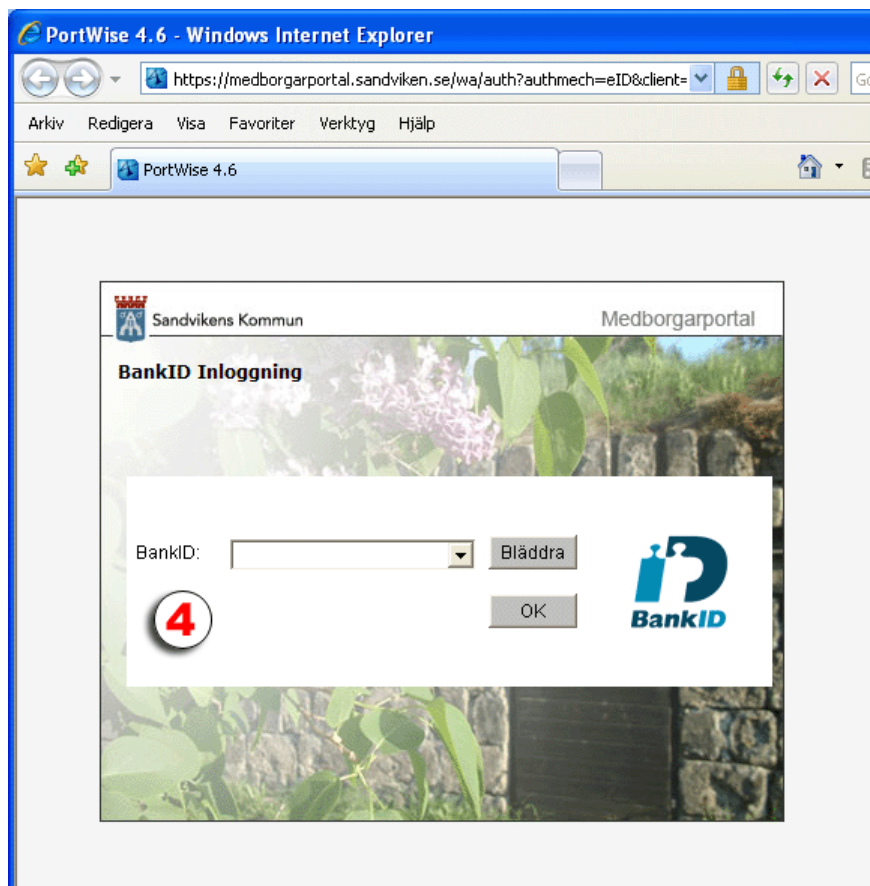 PortWise 4.6 - Windows Internet Explorer
https://medborgarportal.sandviken.se/wa/auth?authmech=eID&client=
Arkiv Redigera Visa Favoriter Verktyg Hjälp
PortWise 4.6
Sandvikens Kommun Medborgarportal
BankID Inloggning
BankID: Bläddra
4 OK
BankID